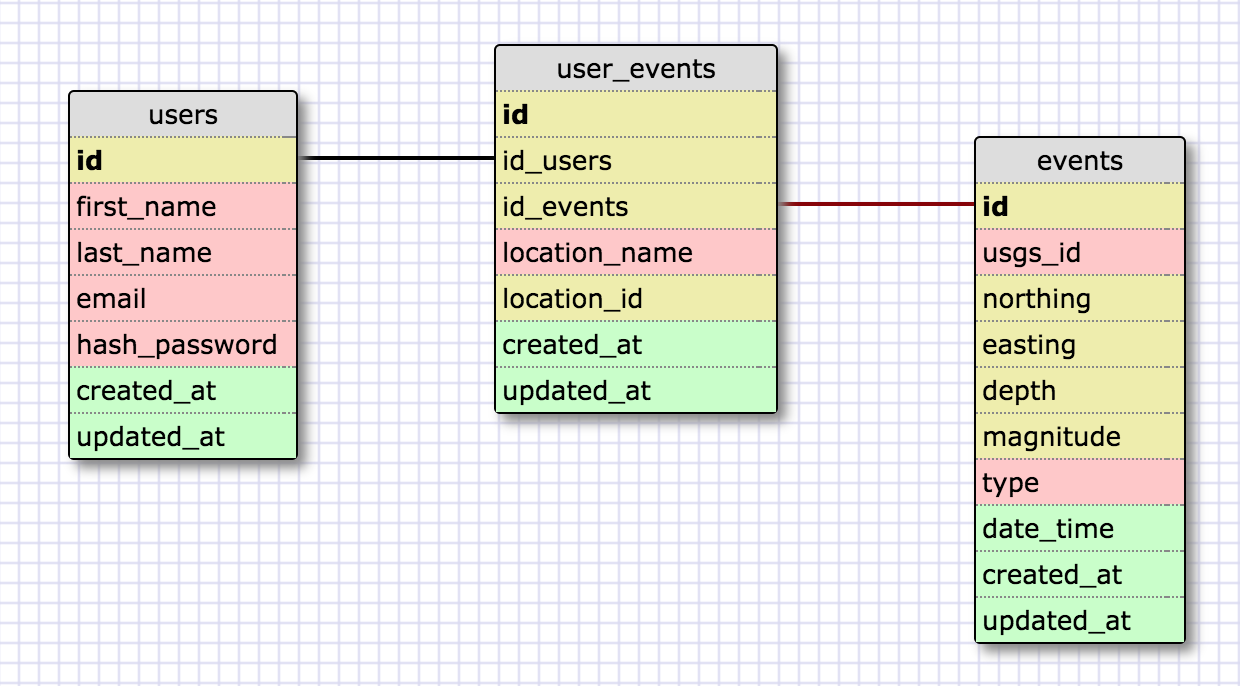 users
id
first_name
last_name
email
hash_password
created_at
updated_at
user_events
id
id_users
id_events
location_name
location_id
created_at
updated_at
events
id
usgs_id
northing
easting
depth
magnitude
type
date_time
created_at
updated_at